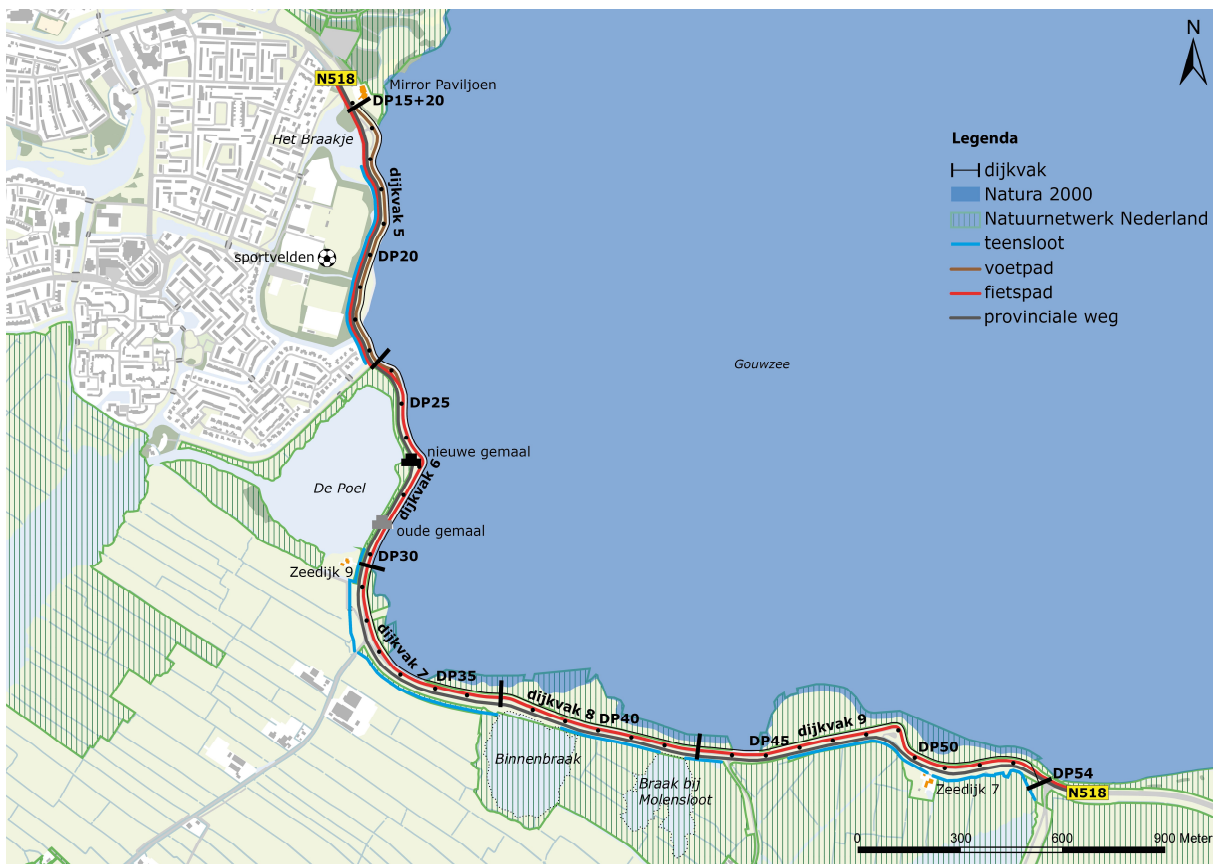 N
N518
Mirror Paviljoen
DP15+20
Het Braakje
Legenda
dijkvak
Natura 2000
Natuurnetwerk Nederland
teensloot
voetpad
fietspad
provinciale weg
dijkvak 5
sportvelden
DP20
Gouwzee
DP25
nieuwe gemaal
dijkvak 6
De Poel
oude gemaal
DP30
Zeedijk 9
dijkvak 7
DP35
dijkvak 8
DP40
dijkvak 9
DP45
DP50
Binnenbraak
Braak bij
Molensloot
Zeedijk 7
DP54
N518
0 300 600 900 Meter